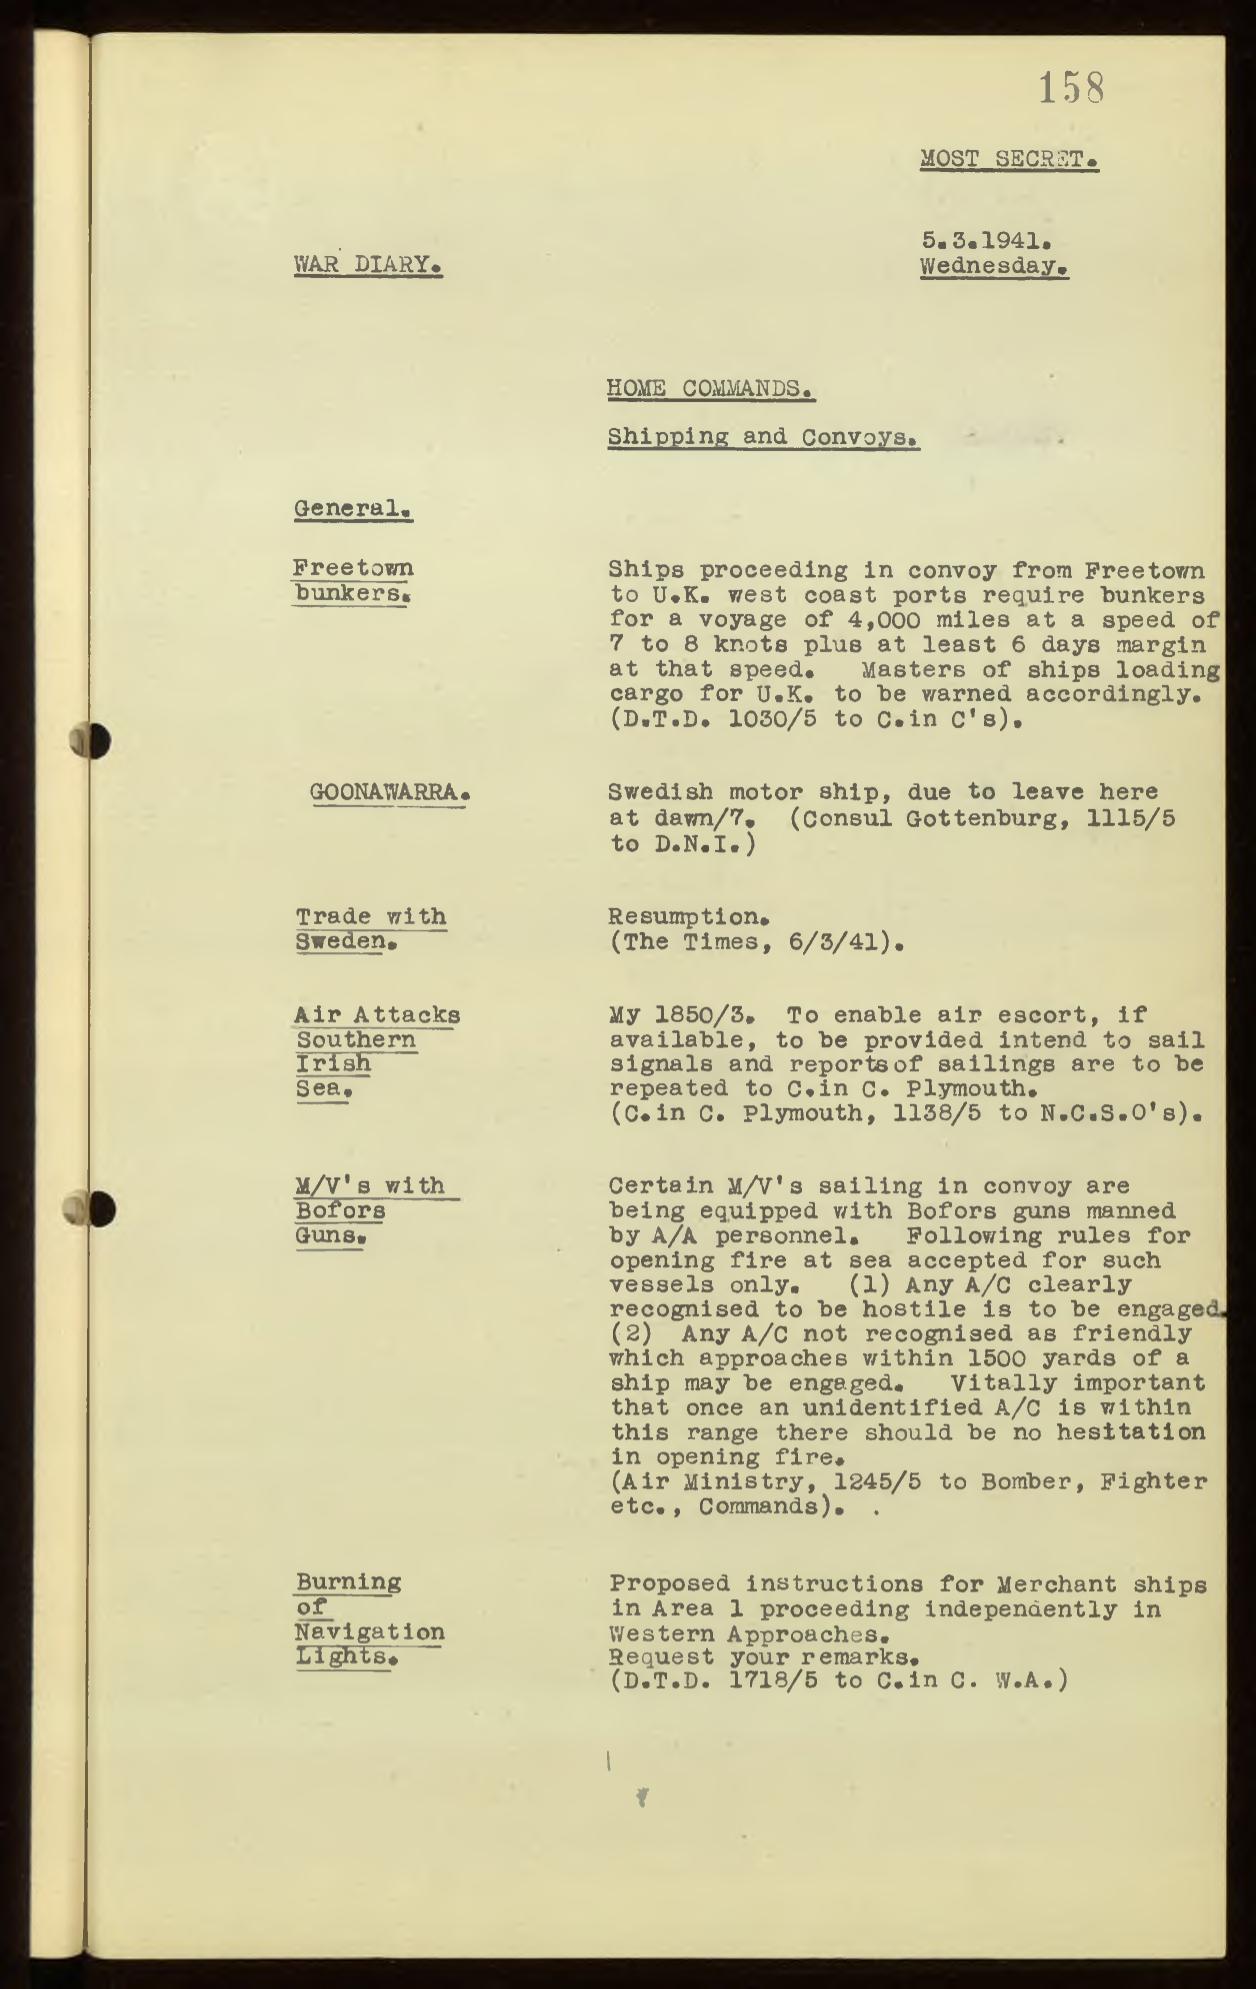 158
MOST SECRET.
5.3.1941.
WAR DIARY.
Wednesday.
HOME COMMANDS.
Shipping and Convoys.
General.
Freetown
bunkers.
Ships proceeding in convoy from Freetown
to U.K. west coast ports require bunkers
for a voyage of 4,000 miles at a speed of
7 to 8 knots plus at least 6 days margin
at that speed. Masters of ships loading
cargo for U.K. to be warned accordingly.
(D.T.D. 1030/5 to C.in C's).
GOONAWARRA.
Swedish motor ship, due to leave here
at dawn/7. (Consul Gottenburg, 1115/5
to D.N.I.)
Trade with
Sweden.
Resumption.
(The Times, 6/3/41).
Air Attacks
Southern
Irish
Sea.
My 1850/3. To enable air escort, if
available, to be provided intend to sail
signals and reports of sailings are to be
repeated to C.in C. Plymouth.
(C.in C. Plymouth, 1138/5 to N.C.S.O's).
M/V's with
Bofors
Guns.
Certain M/V's sailing in convoy are
being equipped with Bofors guns manned
by A/A personnel. Following rules for
opening fire at sea accepted for such
vessels only. (1) Any A/C clearly
recognised to be hostile is to be engaged.
(2) Any A/C not recognised as friendly
which approaches within 1500 yards of a
ship may be engaged. Vitally important
that once an unidentified A/C is within
this range there should be no hesitation
in opening fire.
(Air Ministry, 1245/5 to Bomber, Fighter
etc., Commands).
Burning
of
Navigation
Lights.
Proposed instructions for Merchant ships
in Area 1 proceeding independently in
Western Approaches.
Request your remarks.
(D.T.D. 1718/5 to C.in C. W.A.)